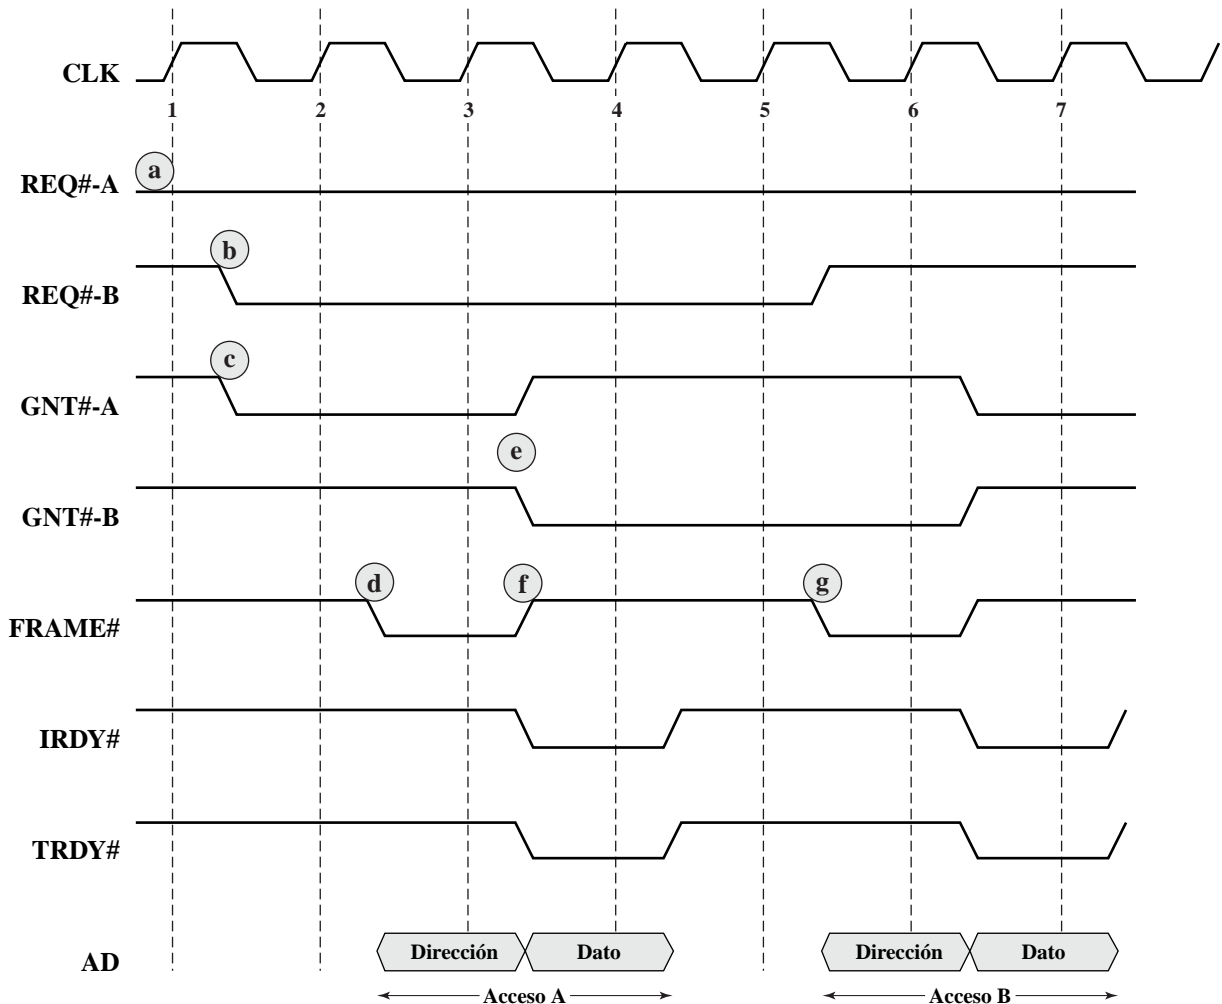 CLK
1 2 3 4 5 6 7
a
REQ#-A
b
REQ#-B
c
GNT#-A
e
GNT#-B
d f g
FRAME#
IRDY#
TRDY#
Dirección Dato Dirección Dato
AD
Acceso A Acceso B